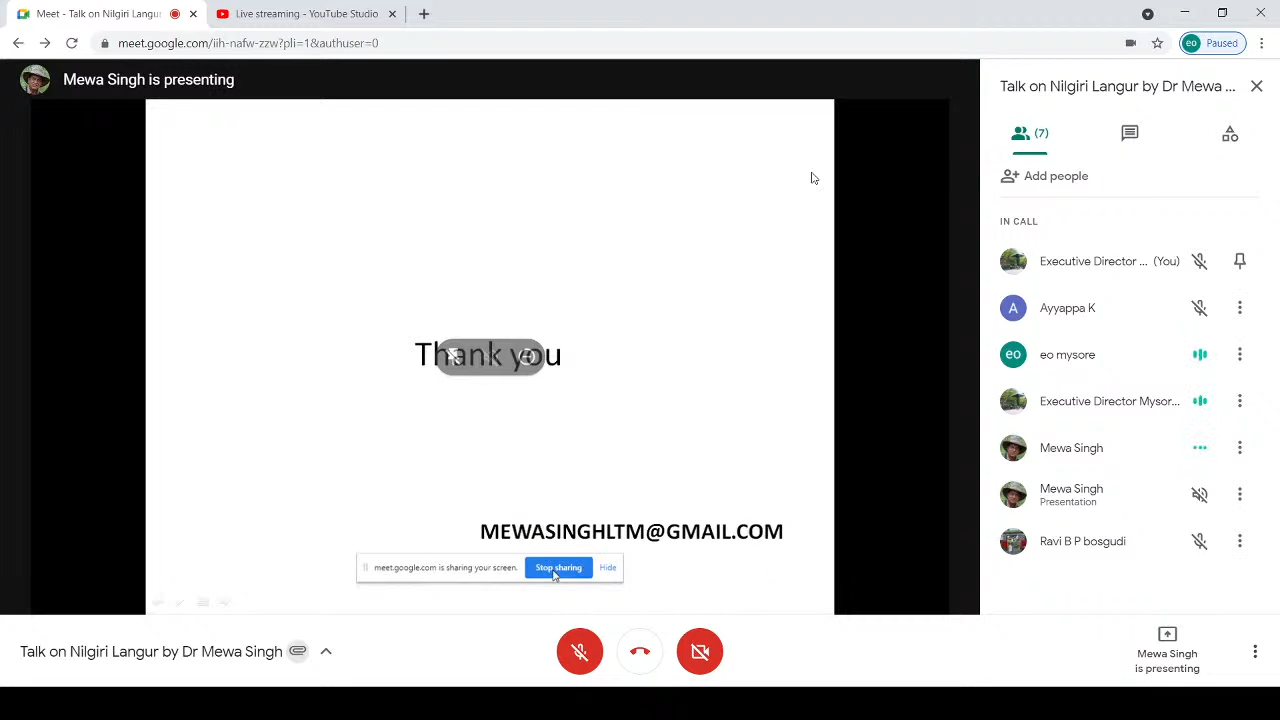 Meet - Talk on Nilgiri Langur
Live streaming - YouTube Studio
meet.google.com/iih-nafw-zzw?pli=1&authuser=0
eo Paused
Mewa Singh is presenting
Talk on Nilgiri Langur by Dr Mewa ...
(7)
Add people
IN CALL
Executive Director ... (You)
A Ayyappa K
eo eo mysore
Executive Director Mysor...
Mewa Singh
Mewa Singh
Presentation
Ravi B P bosgudi
Thank you
MEWASINGHLTM@GMAIL.COM
meet.google.com is sharing your screen. Stop sharing Hide
Talk on Nilgiri Langur by Dr Mewa Singh
Mewa Singh
is presenting